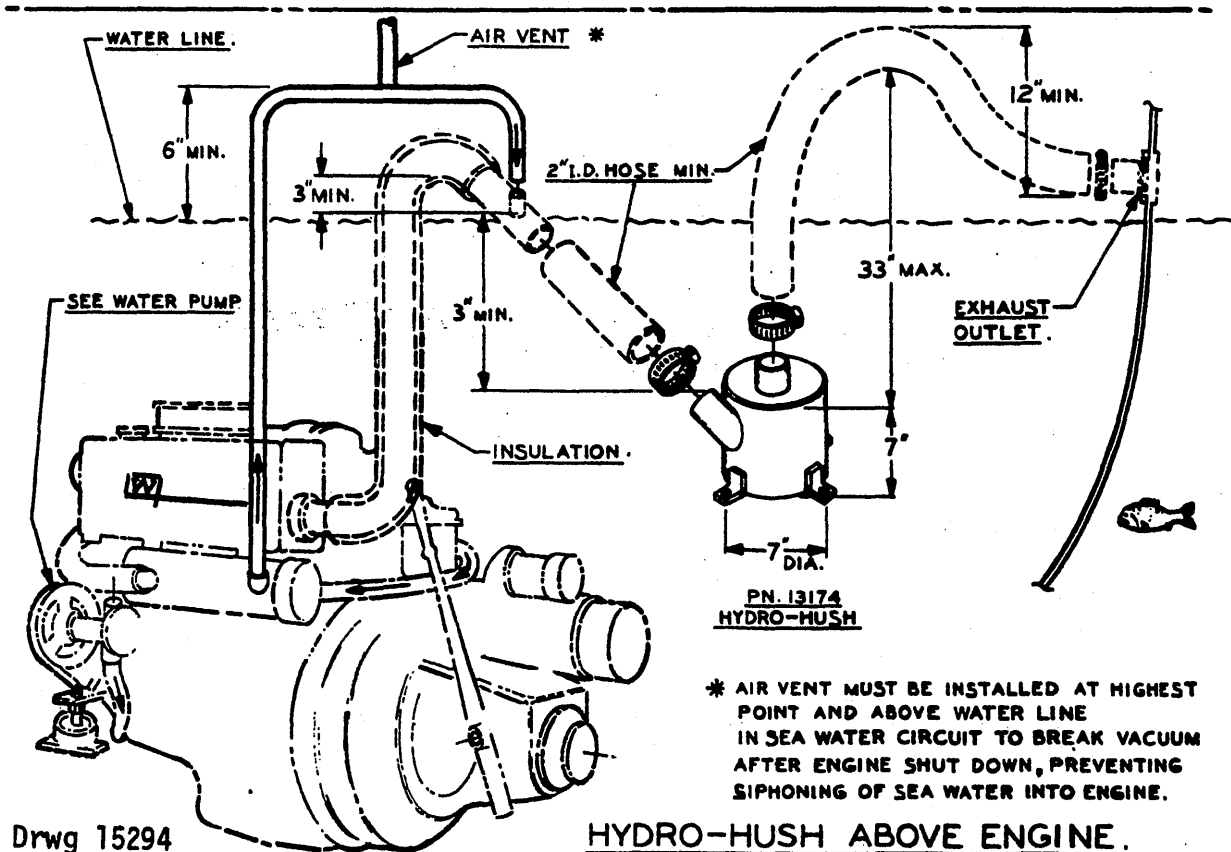 WATER LINE.
AIR VENT *
12" MIN.
6" MIN.
3" MIN.
2" I.D. HOSE MIN.
33" MAX.
SEE WATER PUMP
3" MIN.
EXHAUST
OUTLET.
INSULATION.
7"
W
7"
DIA.
PN. 13174
HYDRO-HUSH
* AIR VENT MUST BE INSTALLED AT HIGHEST
POINT AND ABOVE WATER LINE
IN SEA WATER CIRCUIT TO BREAK VACUUM
AFTER ENGINE SHUT DOWN, PREVENTING
SIPHONING OF SEA WATER INTO ENGINE.
Drwg 15294
HYDRO-HUSH ABOVE ENGINE.